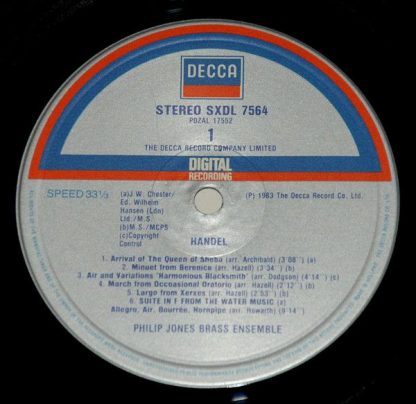 DECCA
STEREO SXDL 7564
PDZAL 17552
1
THE DECCA RECORD COMPANY LIMITED
DIGITAL
RECORDING
SPEED 33⅓
(a)J.W. Chester/
Ed. Wilhelm
Hansen (Ldn)
Ltd./M.S.
(b)M.S./MCPS
(c)Copyright
Control
℗ 1983 The Decca Record Co. Ltd.
HANDEL
1. Arrival of The Queen of Sheba (arr. Archibald) (3'08'') (a)
2. Minuet from Berenice (arr. Hazell) (3'34'') (b)
3. Air and Variations 'Harmonious Blacksmith' (arr. Dodgson) (4'14'') (c)
4. March from Occasional Oratorio (arr. Hazell) (2'12'') (b)
5. Largo from Xerxes (arr. Hazell) (2'53'') (b)
6. SUITE IN F FROM THE WATER MUSIC (a)
Allegro, Air, Bourrée, Hornpipe (arr. Howarth) (9'14'')
PHILIP JONES BRASS ENSEMBLE